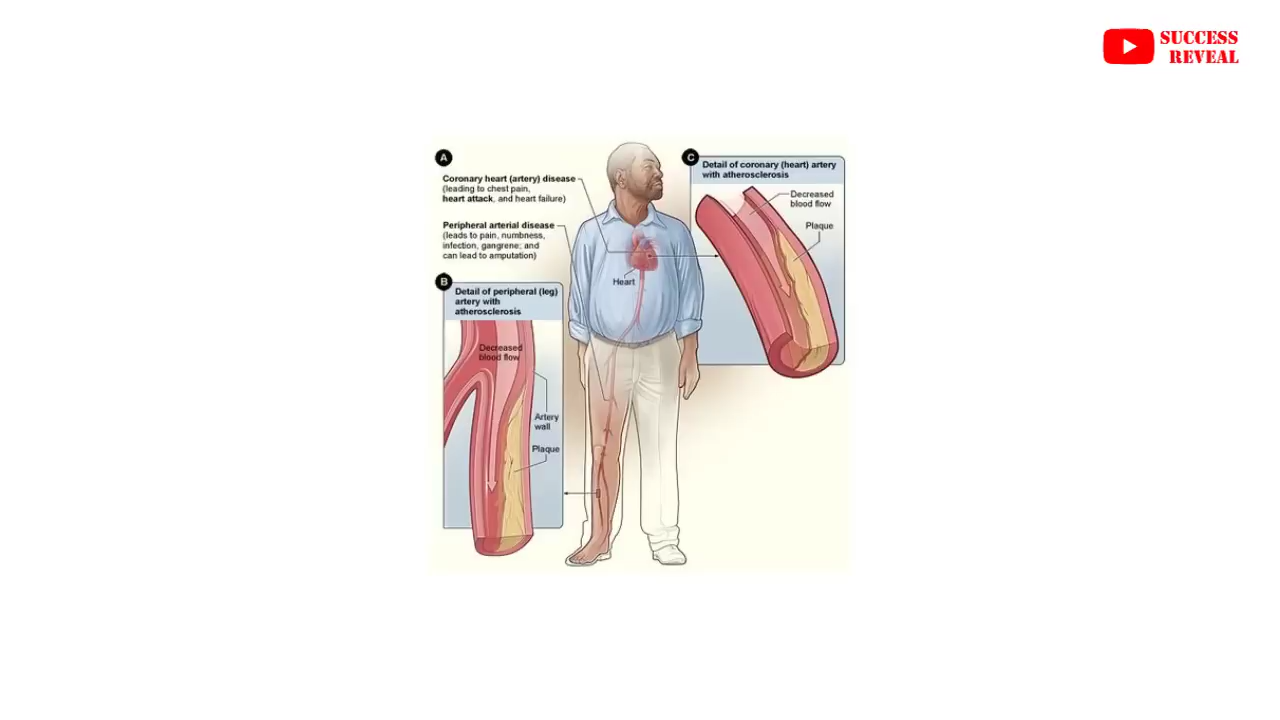 SUCCESS
REVEAL
A
Coronary heart (artery) disease
(leading to chest pain,
heart attack, and heart failure)
Peripheral arterial disease
(leads to pain, numbness,
infection, gangrene; and
can lead to amputation)
Heart
B
Detail of peripheral (leg)
artery with
atherosclerosis
Decreased
blood flow
Artery
wall
Plaque
C
Detail of coronary (heart) artery
with atherosclerosis
Decreased
blood flow
Plaque